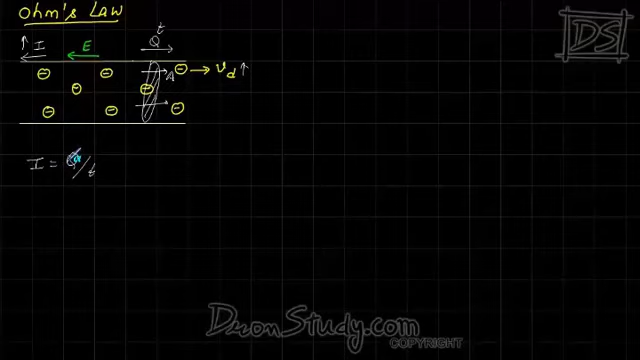 Ohm's Law
DS
t
↑ I E Q
A
⊖ ⊖ ⊖ → v_d ↑
⊖ ⊖
⊖ ⊖ ⊖
I = Q/t
DronStudy.com
COPYRIGHT